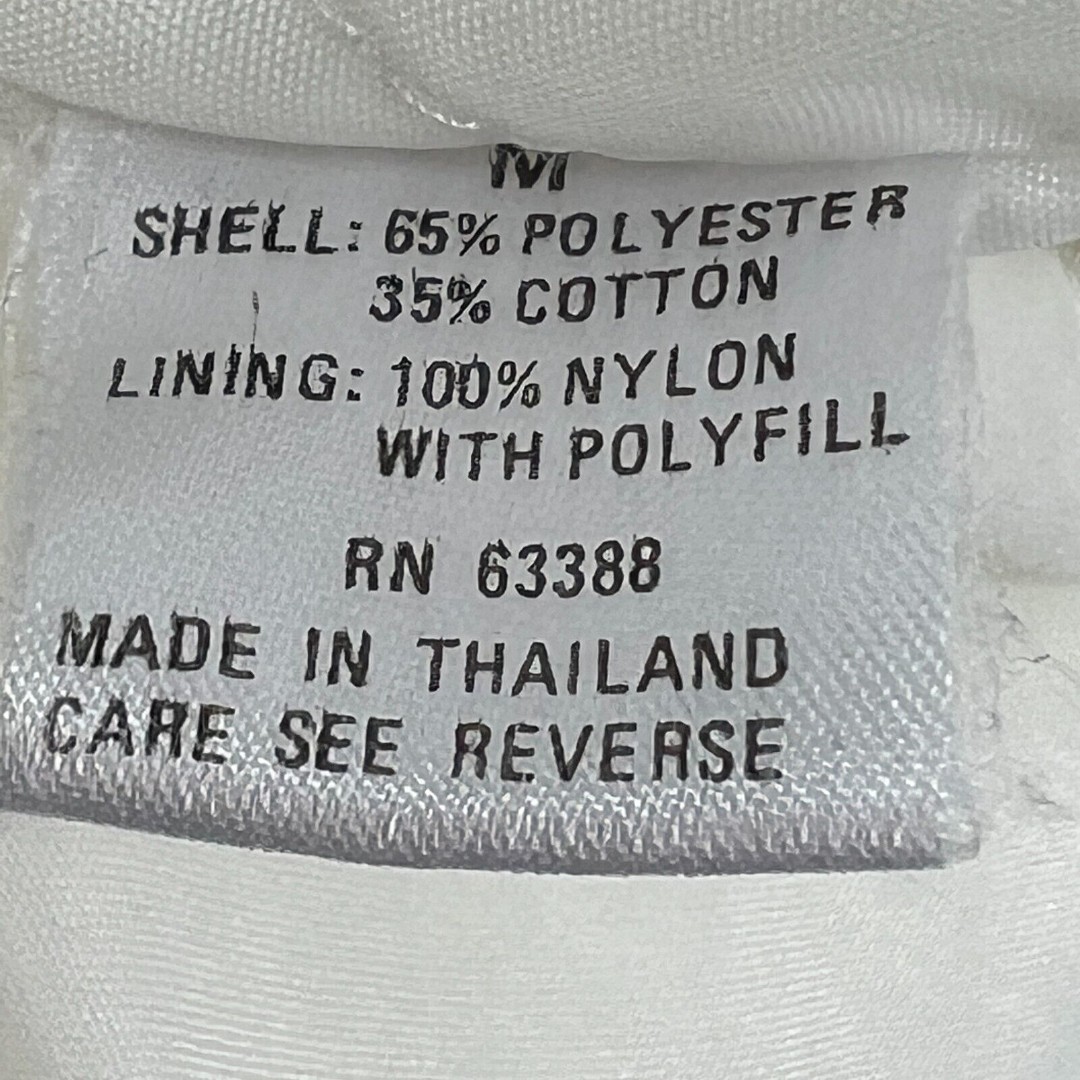 M
SHELL: 65% POLYESTER
35% COTTON
LINING: 100% NYLON
WITH POLYFILL
RN 63388
MADE IN THAILAND
CARE SEE REVERSE